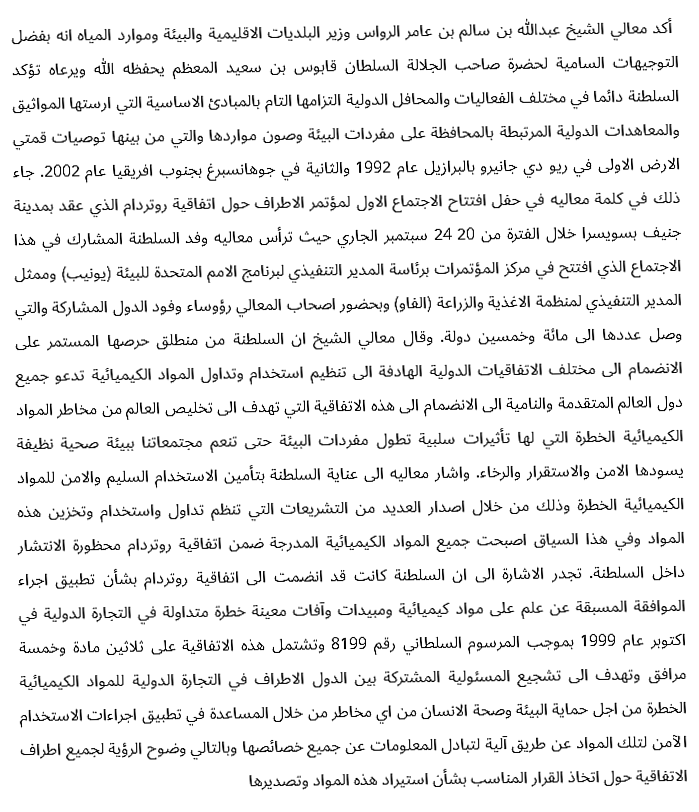 أكد معالي الشيخ عبدالله بن سالم بن عامر الرواس وزير البلديات الاقليمية والبيئة وموارد المياه انه بفضل
التوجيهات السامية لحضرة صاحب الجلالة السلطان قابوس بن سعيد المعظم يحفظه الله ويرعاه تؤكد
السلطنة دائما في مختلف الفعاليات والمحافل الدولية التزامها التام بالمبادئ الاساسية التي ارستها المواثيق
والمعاهدات الدولية المرتبطة بالمحافظة على مفردات البيئة وصون مواردها والتي من بينها توصيات قمتي
الارض الاولى في ريو دي جانيرو بالبرازيل عام 1992 والثانية في جوهانسبرغ بجنوب افريقيا عام 2002. جاء
ذلك في كلمة معاليه في حفل افتتاح الاجتماع الاول لمؤتمر الاطراف حول اتفاقية روتردام الذي عقد بمدينة
جنيف بسويسرا خلال الفترة من 20 24 سبتمبر الجاري حيث ترأس معاليه وفد السلطنة المشارك في هذا
الاجتماع الذي افتتح في مركز المؤتمرات برئاسة المدير التنفيذي لبرنامج الامم المتحدة للبيئة (يونيب) وممثل
المدير التنفيذي لمنظمة الاغذية والزراعة (الفاو) وبحضور اصحاب المعالي رؤوساء وفود الدول المشاركة والتي
وصل عددها الى مائة وخمسين دولة. وقال معالي الشيخ ان السلطنة من منطلق حرصها المستمر على
الانضمام الى مختلف الاتفاقيات الدولية الهادفة الى تنظيم استخدام وتداول المواد الكيميائية تدعو جميع
دول العالم المتقدمة والنامية الى الانضمام الى هذه الاتفاقية التي تهدف الى تخليص العالم من مخاطر المواد
الكيميائية الخطرة التي لها تأثيرات سلبية تطول مفردات البيئة حتى تنعم مجتمعاتنا ببيئة صحية نظيفة
يسودها الامن والاستقرار والرخاء. واشار معاليه الى عناية السلطنة بتأمين الاستخدام السليم والامن للمواد
الكيميائية الخطرة وذلك من خلال اصدار العديد من التشريعات التي تنظم تداول واستخدام وتخزين هذه
المواد وفي هذا السياق اصبحت جميع المواد الكيميائية المدرجة ضمن اتفاقية روتردام محظورة الانتشار
داخل السلطنة. تجدر الاشارة الى ان السلطنة كانت قد انضمت الى اتفاقية روتردام بشأن تطبيق اجراء
الموافقة المسبقة عن علم على مواد كيميائية ومبيدات وآفات معينة خطرة متداولة في التجارة الدولية في
اكتوبر عام 1999 بموجب المرسوم السلطاني رقم 8199 وتشتمل هذه الاتفاقية على ثلاثين مادة وخمسة
مرافق وتهدف الى تشجيع المسئولية المشتركة بين الدول الاطراف في التجارة الدولية للمواد الكيميائية
الخطرة من اجل حماية البيئة وصحة الانسان من اي مخاطر من خلال المساعدة في تطبيق اجراءات الاستخدام
الآمن لتلك المواد عن طريق آلية لتبادل المعلومات عن جميع خصائصها وبالتالي وضوح الرؤية لجميع اطراف
الاتفاقية حول اتخاذ القرار المناسب بشأن استيراد هذه المواد وتصديرها